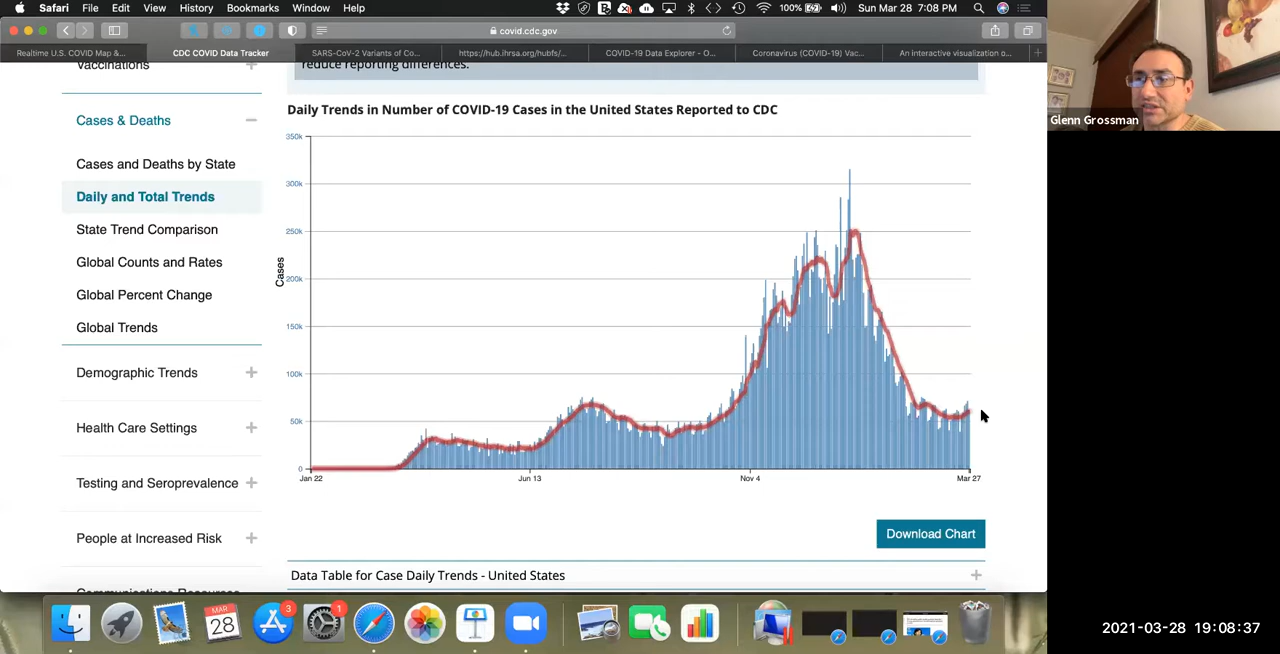 Safari File Edit View History Bookmarks Window Help 100% Sun Mar 28 7:08 PM
covid.cdc.gov
Realtime U.S. COVID Map &... CDC COVID Data Tracker SARS-CoV-2 Variants of Co... https://hub.ihrsa.org/hubfs/... COVID-19 Data Explorer - O... Coronavirus (COVID-19) Vac... An interactive visualization o...
Vaccinations
reduce reporting differences.
Glenn Grossman
Daily Trends in Number of COVID-19 Cases in the United States Reported to CDC
Cases & Deaths
Cases and Deaths by State
Daily and Total Trends
State Trend Comparison
Global Counts and Rates
Global Percent Change
Global Trends
Demographic Trends
Health Care Settings
Testing and Seroprevalence
People at Increased Risk
Communications Resources
350k
300k
250k
200k
150k
100k
50k
0
Cases
Jan 22 Jun 13 Nov 4 Mar 27
Download Chart
Data Table for Case Daily Trends - United States
MAR
28
3
1
2021-03-28 19:08:37